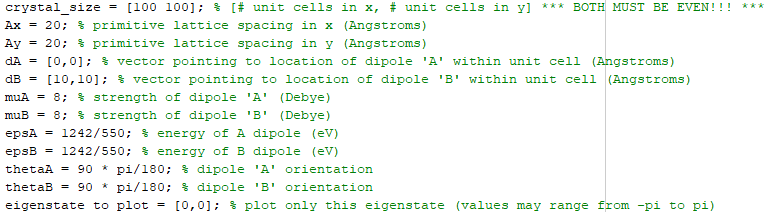 crystal_size = [100 100]; % [# unit cells in x, # unit cells in y] *** BOTH MUST BE EVEN!!! ***
Ax = 20; % primitive lattice spacing in x (Angstroms)
Ay = 20; % primitive lattice spacing in y (Angstroms)
dA = [0,0]; % vector pointing to location of dipole 'A' within unit cell (Angstroms)
dB = [10,10]; % vector pointing to location of dipole 'B' within unit cell (Angstroms)
muA = 8; % strength of dipole 'A' (Debye)
muB = 8; % strength of dipole 'B' (Debye)
epsA = 1242/550; % energy of A dipole (eV)
epsB = 1242/550; % energy of B dipole (eV)
thetaA = 90 * pi/180; % dipole 'A' orientation
thetaB = 90 * pi/180; % dipole 'B' orientation
eigenstate to plot = [0,0]; % plot only this eigenstate (values may range from -pi to pi)